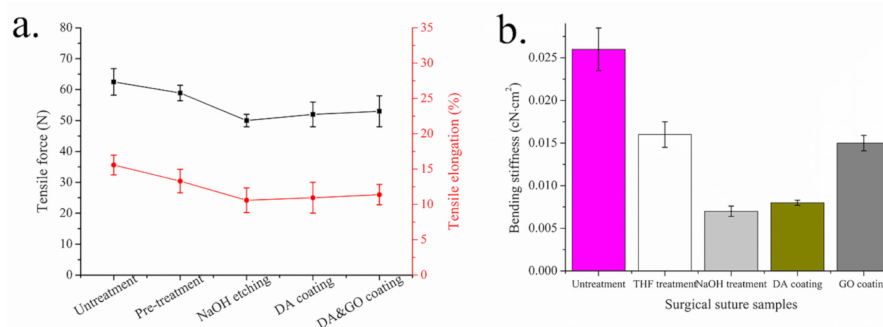 a.
80
70
60
50
40
30
20
10
0
Tensile force (N)
35
30
25
20
15
10
5
0
Tensile elongation (%)
Untreatment
Pre-treatment
NaOH etching
DA coating
DA&GO coating
b.
0.025
0.020
0.015
0.010
0.005
0.000
Bending stiffness (cN·cm²)
Untreatment THF treatment NaOH treatment DA coating GO coatin
Surgical suture samples